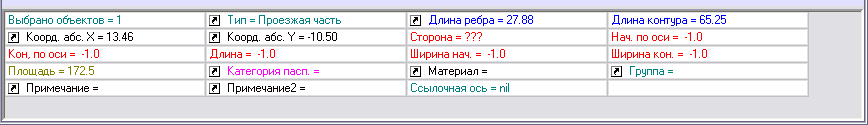 Выбрано объектов = 1 Тип = Проезжая часть Длина ребра = 27.88 Длина контура = 65.25
Коорд. абс. X = 13.46 Коорд. абс. Y = -10.50 Сторона = ??? Нач. по оси = -1.0
Кон, по оси = -1.0 Длина = -1.0 Ширина нач. = -1.0 Ширина кон. = -1.0
Площадь = 172.5 Категория пасп. = Материал = Группа =
Примечание = Примечание2 = Ссылочная ось = nil